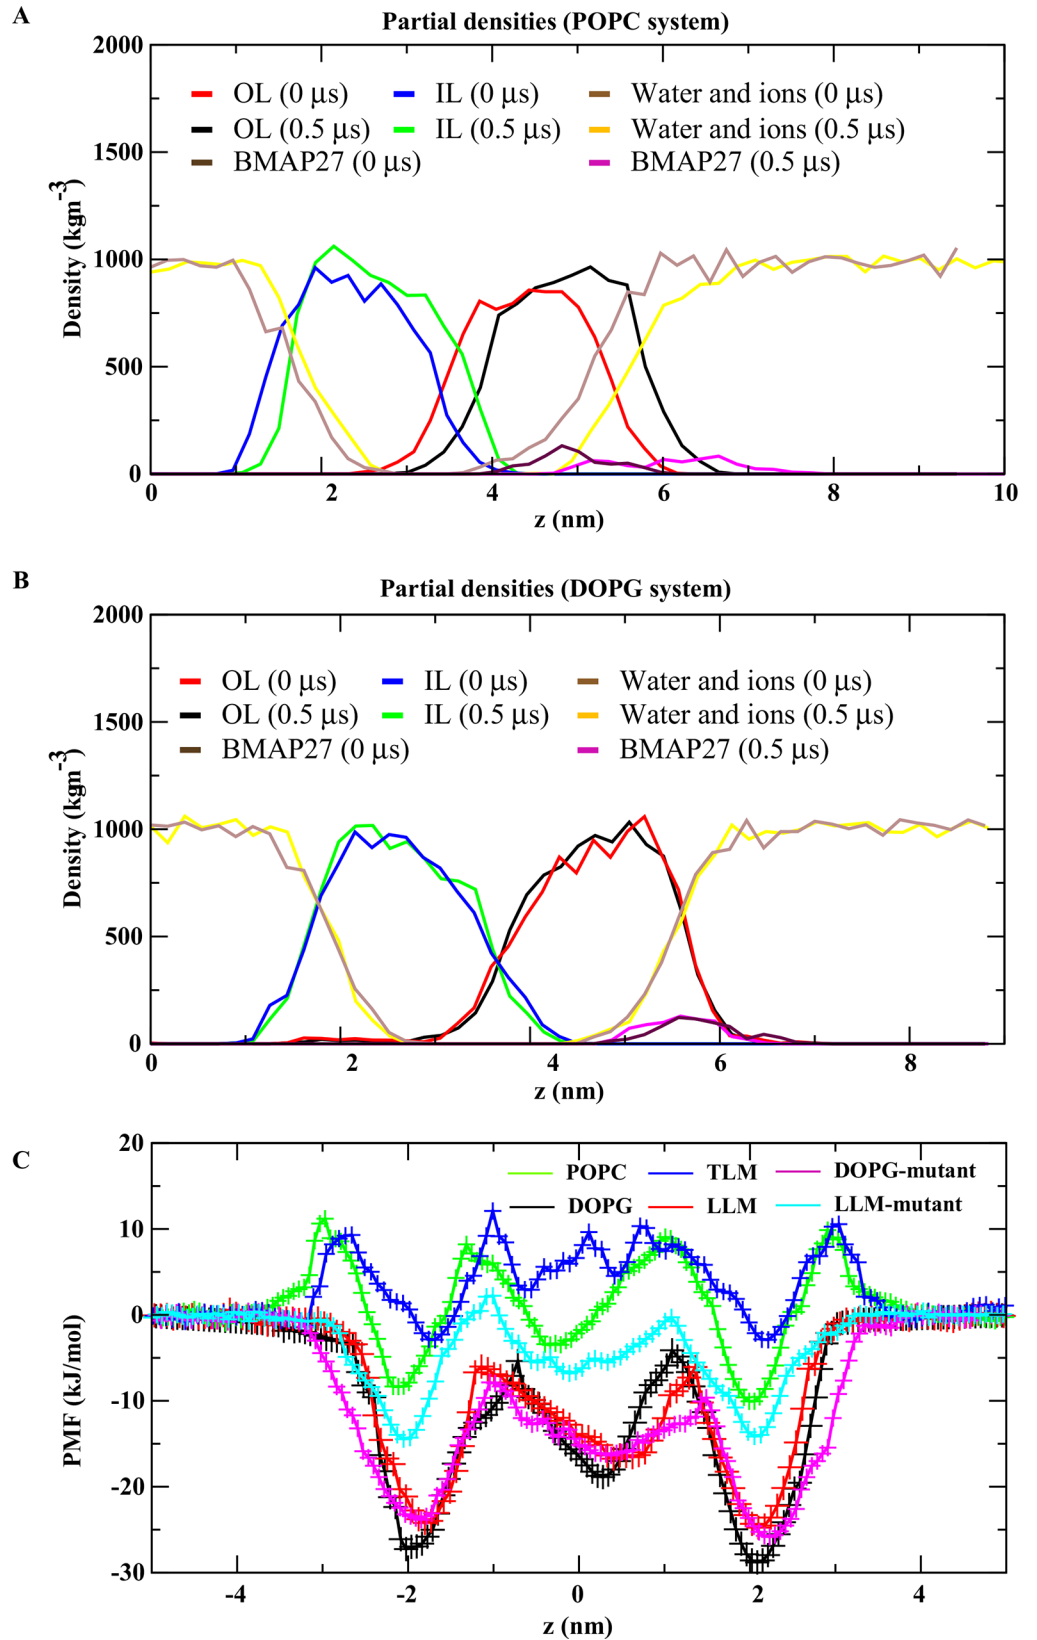 A
Partial densities (POPC system)
2000
OL (0 µs) IL (0 µs) Water and ions (0 µs)
OL (0.5 µs) IL (0.5 µs) Water and ions (0.5 µs)
BMAP27 (0 µs) BMAP27 (0.5 µs)
1500
1000
500
0
Density (kgm-3)
0 2 4 6 8 10
z (nm)
B
Partial densities (DOPG system)
2000
OL (0 µs) IL (0 µs) Water and ions (0 µs)
OL (0.5 µs) IL (0.5 µs) Water and ions (0.5 µs)
BMAP27 (0 µs) BMAP27 (0.5 µs)
1500
1000
500
0
Density (kgm-3)
0 2 4 6 8
z (nm)
C
20
POPC TLM DOPG-mutant
DOPG LLM LLM-mutant
10
0
-10
-20
-30
PMF (kJ/mol)
-4 -2 0 2 4
z (nm)